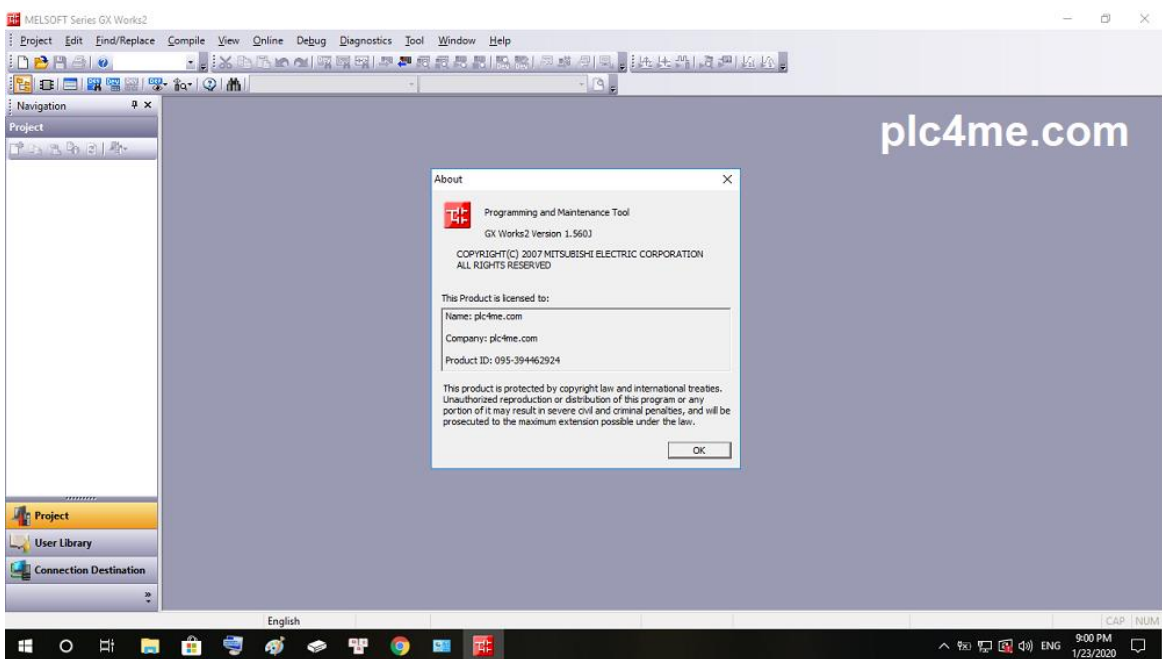 MELSOFT Series GX Works2
Project Edit Find/Replace Compile View Online Debug Diagnostics Tool Window Help
Navigation
Project
plc4me.com
About
Programming and Maintenance Tool
GX Works2 Version 1.560J
COPYRIGHT(C) 2007 MITSUBISHI ELECTRIC CORPORATION
ALL RIGHTS RESERVED
This Product is licensed to:
Name: plc4me.com
Company: plc4me.com
Product ID: 095-394462924
This product is protected by copyright law and international treaties.
Unauthorized reproduction or distribution of this program or any
portion of it may result in severe civil and criminal penalties, and will be
prosecuted to the maximum extension possible under the law.
OK
Project
User Library
Connection Destination
English
CAP NUM
ENG
9:00 PM
1/23/2020